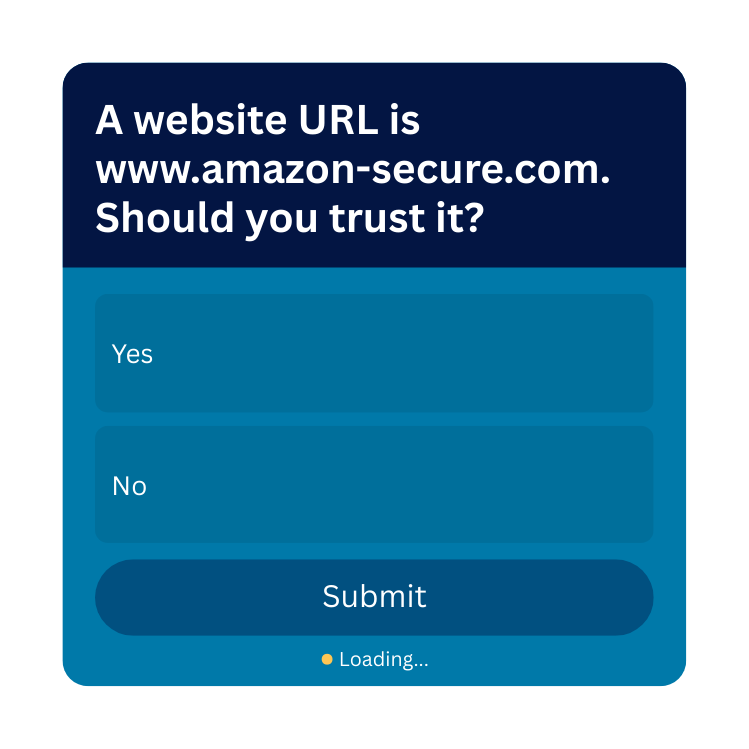 A website URL is
www.amazon-secure.com.
Should you trust it?
Yes
No
Submit
Loading...